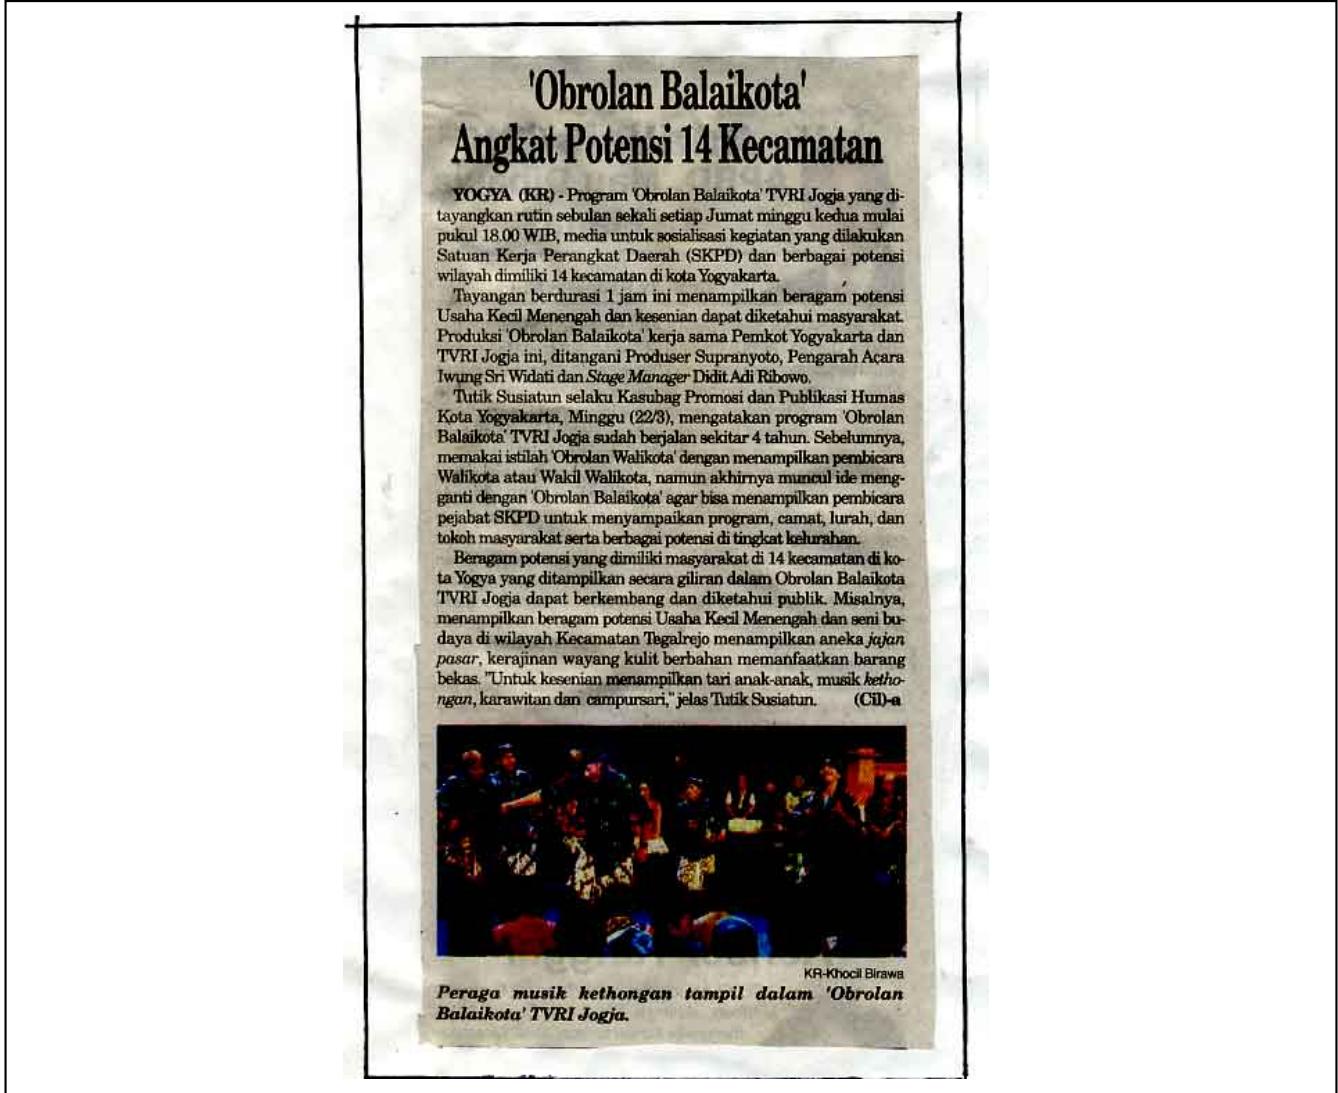 'Obrolan Balaikota'
Angkat Potensi 14 Kecamatan
YOGYA (KR) - Program 'Obrolan Balaikota' TVRI Jogja yang di-
tayangkan rutin sebulan sekali setiap Jumat minggu kedua mulai
pukul 18.00 WIB, media untuk sosialisasi kegiatan yang dilakukan
Satuan Kerja Perangkat Daerah (SKPD) dan berbagai potensi
wilayah dimiliki 14 kecamatan di kota Yogyakarta.
Tayangan berdurasi 1 jam ini menampilkan beragam potensi
Usaha Kecil Menengah dan kesenian dapat diketahui masyarakat.
Produksi 'Obrolan Balaikota' kerja sama Pemkot Yogyakarta dan
TVRI Jogja ini, ditangani Produser Supranyoto, Pengarah Acara
Iwung Sri Widati dan Stage Manager Didit Adi Ribowo.
Tutik Susiatun selaku Kasubag Promosi dan Publikasi Humas
Kota Yogyakarta, Minggu (22/3), mengatakan program 'Obrolan
Balaikota' TVRI Jogja sudah berjalan sekitar 4 tahun. Sebelumnya,
memakai istilah 'Obrolan Walikota' dengan menampilkan pembicara
Walikota atau Wakil Walikota, namun akhirnya muncul ide meng-
ganti dengan 'Obrolan Balaikota' agar bisa menampilkan pembicara
pejabat SKPD untuk menyampaikan program, camat, lurah, dan
tokoh masyarakat serta berbagai potensi di tingkat kelurahan.
Beragam potensi yang dimiliki masyarakat di 14 kecamatan di ko-
ta Yogya yang ditampilkan secara giliran dalam Obrolan Balaikota
TVRI Jogja dapat berkembang dan diketahui publik. Misalnya,
menampilkan beragam potensi Usaha Kecil Menengah dan seni bu-
daya di wilayah Kecamatan Tegalrejo menampilkan aneka jajan
pasar, kerajinan wayang kulit berbahan memanfaatkan barang
bekas. "Untuk kesenian menampilkan tari anak-anak, musik ketho-
ngan, karawitan dan campursari," jelas Tutik Susiatun. (Cil)-a
KR-Khocil Birawa
Peraga musik kethongan tampil dalam 'Obrolan
Balaikota' TVRI Jogja.